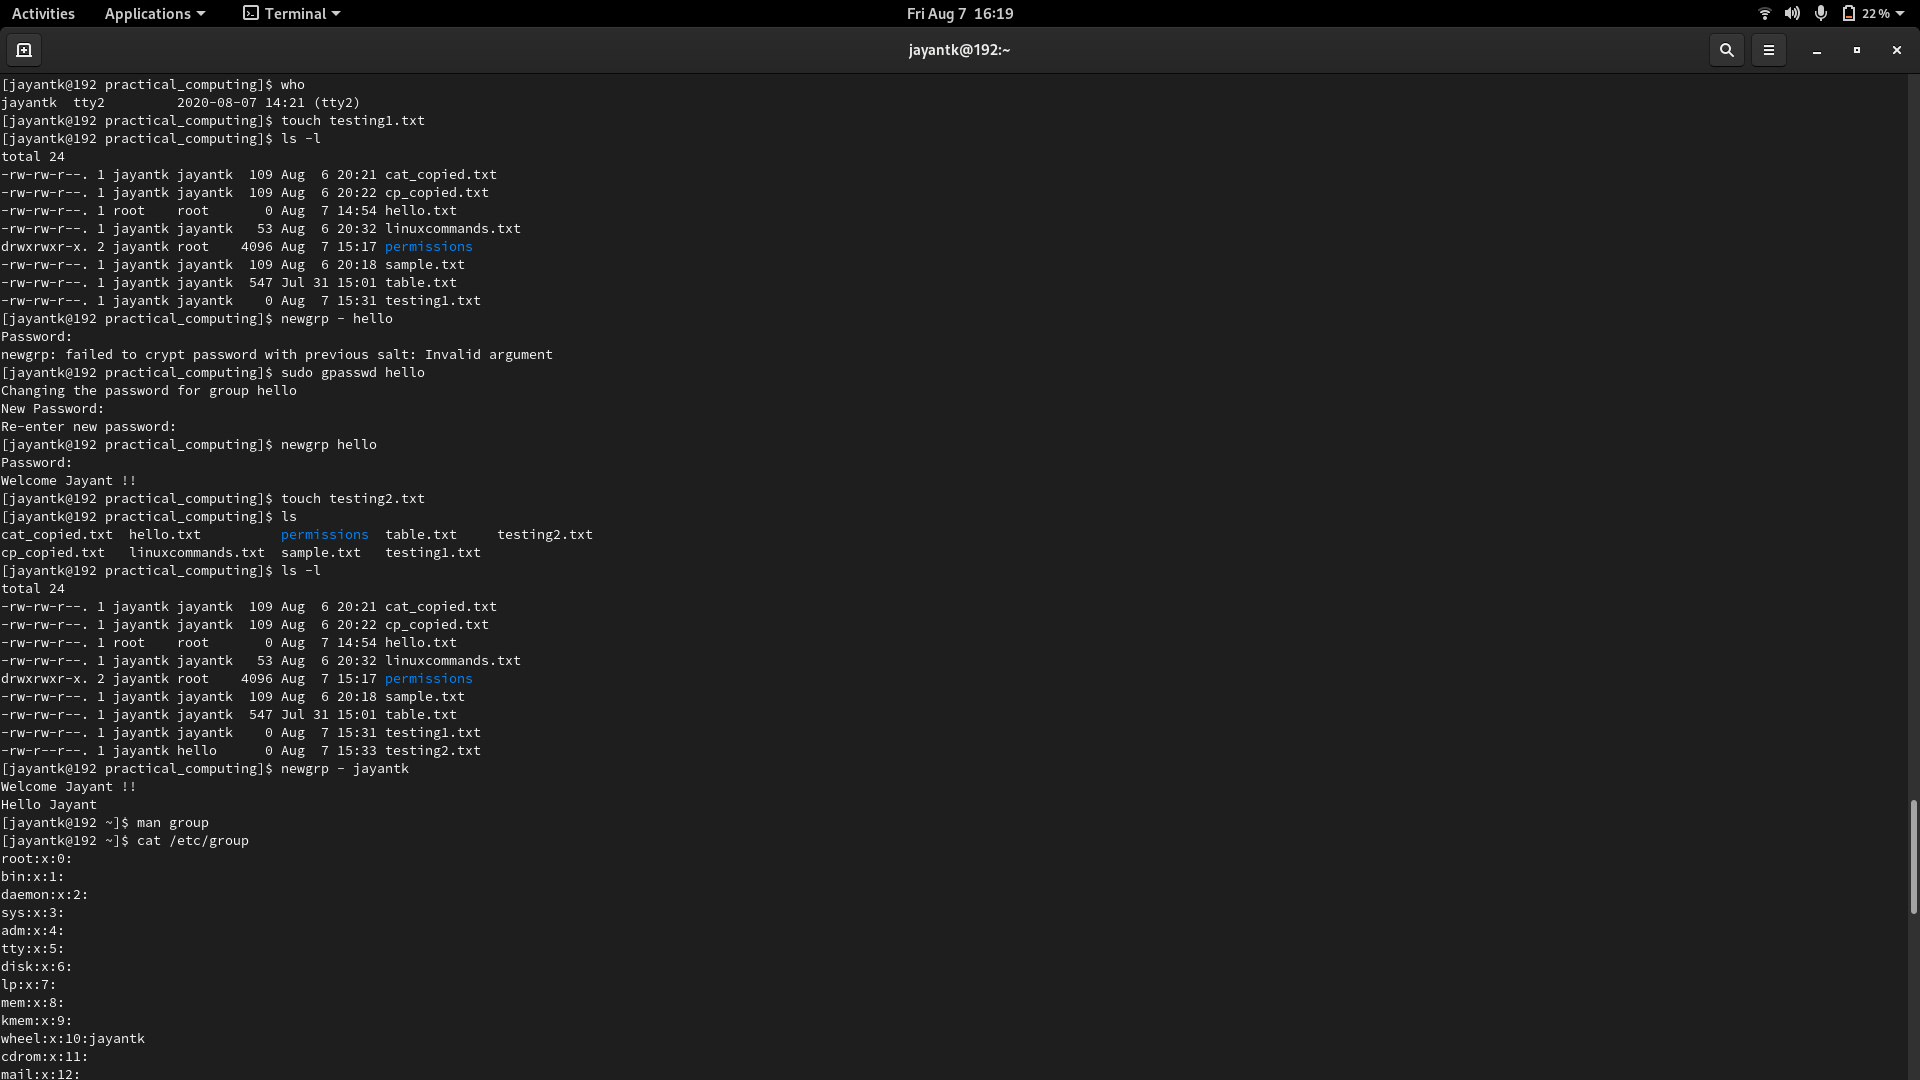 Activities Applications Terminal Fri Aug 7 16:19 22%
jayantk@192:~
[jayantk@192 practical_computing]$ who
jayantk  tty2         2020-08-07 14:21 (tty2)
[jayantk@192 practical_computing]$ touch testing1.txt
[jayantk@192 practical_computing]$ ls -l
total 24
-rw-rw-r--. 1 jayantk jayantk  109 Aug  6 20:21 cat_copied.txt
-rw-rw-r--. 1 jayantk jayantk  109 Aug  6 20:22 cp_copied.txt
-rw-rw-r--. 1 root    root       0 Aug  7 14:54 hello.txt
-rw-rw-r--. 1 jayantk jayantk   53 Aug  6 20:32 linuxcommands.txt
drwxrwxr-x. 2 jayantk root    4096 Aug  7 15:17 permissions
-rw-rw-r--. 1 jayantk jayantk  109 Aug  6 20:18 sample.txt
-rw-rw-r--. 1 jayantk jayantk  547 Jul 31 15:01 table.txt
-rw-rw-r--. 1 jayantk jayantk    0 Aug  7 15:31 testing1.txt
[jayantk@192 practical_computing]$ newgrp - hello
Password:
newgrp: failed to crypt password with previous salt: Invalid argument
[jayantk@192 practical_computing]$ sudo gpasswd hello
Changing the password for group hello
New Password:
Re-enter new password:
[jayantk@192 practical_computing]$ newgrp hello
Password:
Welcome Jayant !!
[jayantk@192 practical_computing]$ touch testing2.txt
[jayantk@192 practical_computing]$ ls
cat_copied.txt  hello.txt          permissions  table.txt     testing2.txt
cp_copied.txt   linuxcommands.txt  sample.txt   testing1.txt
[jayantk@192 practical_computing]$ ls -l
total 24
-rw-rw-r--. 1 jayantk jayantk  109 Aug  6 20:21 cat_copied.txt
-rw-rw-r--. 1 jayantk jayantk  109 Aug  6 20:22 cp_copied.txt
-rw-rw-r--. 1 root    root       0 Aug  7 14:54 hello.txt
-rw-rw-r--. 1 jayantk jayantk   53 Aug  6 20:32 linuxcommands.txt
drwxrwxr-x. 2 jayantk root    4096 Aug  7 15:17 permissions
-rw-rw-r--. 1 jayantk jayantk  109 Aug  6 20:18 sample.txt
-rw-rw-r--. 1 jayantk jayantk  547 Jul 31 15:01 table.txt
-rw-rw-r--. 1 jayantk jayantk    0 Aug  7 15:31 testing1.txt
-rw-r--r--. 1 jayantk hello      0 Aug  7 15:33 testing2.txt
[jayantk@192 practical_computing]$ newgrp - jayantk
Welcome Jayant !!
Hello Jayant
[jayantk@192 ~]$ man group
[jayantk@192 ~]$ cat /etc/group
root:x:0:
bin:x:1:
daemon:x:2:
sys:x:3:
adm:x:4:
tty:x:5:
disk:x:6:
lp:x:7:
mem:x:8:
kmem:x:9:
wheel:x:10:jayantk
cdrom:x:11:
mail:x:12: